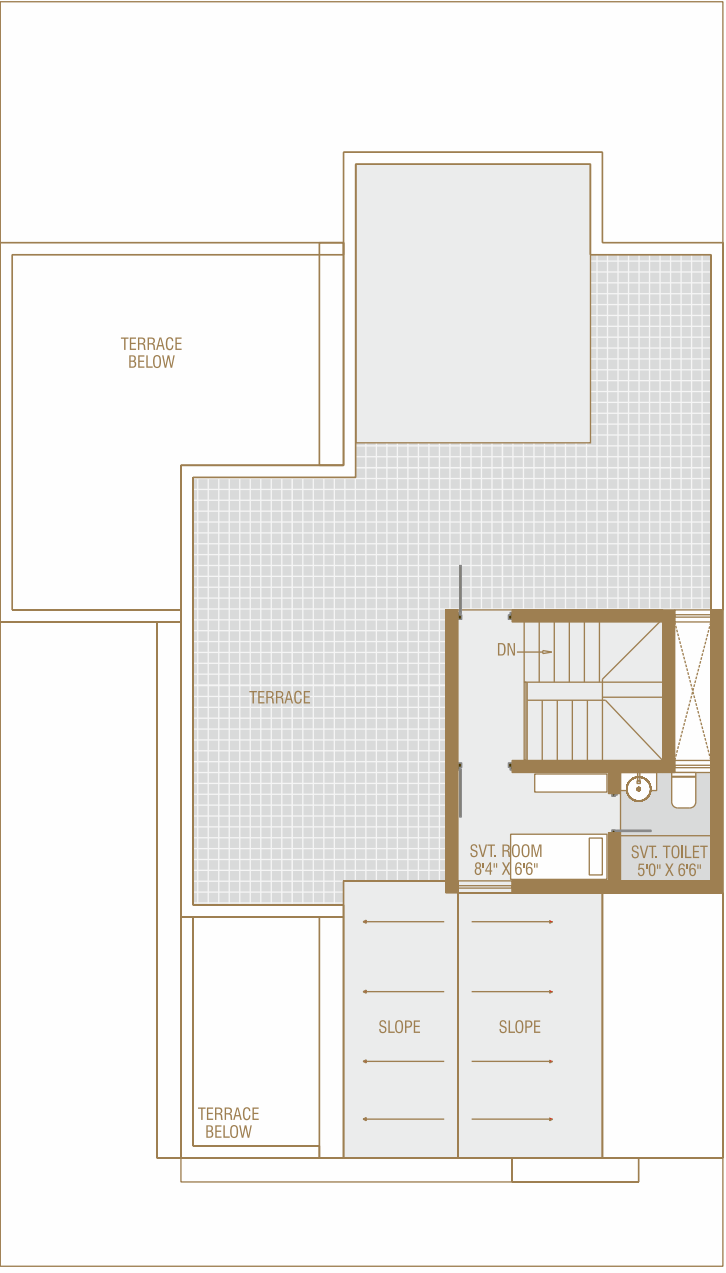 TERRACE
BELOW
DN
TERRACE
SVT. ROOM
8'4" X 6'6"
SVT. TOILET
5'0" X 6'6"
SLOPE
SLOPE
TERRACE
BELOW